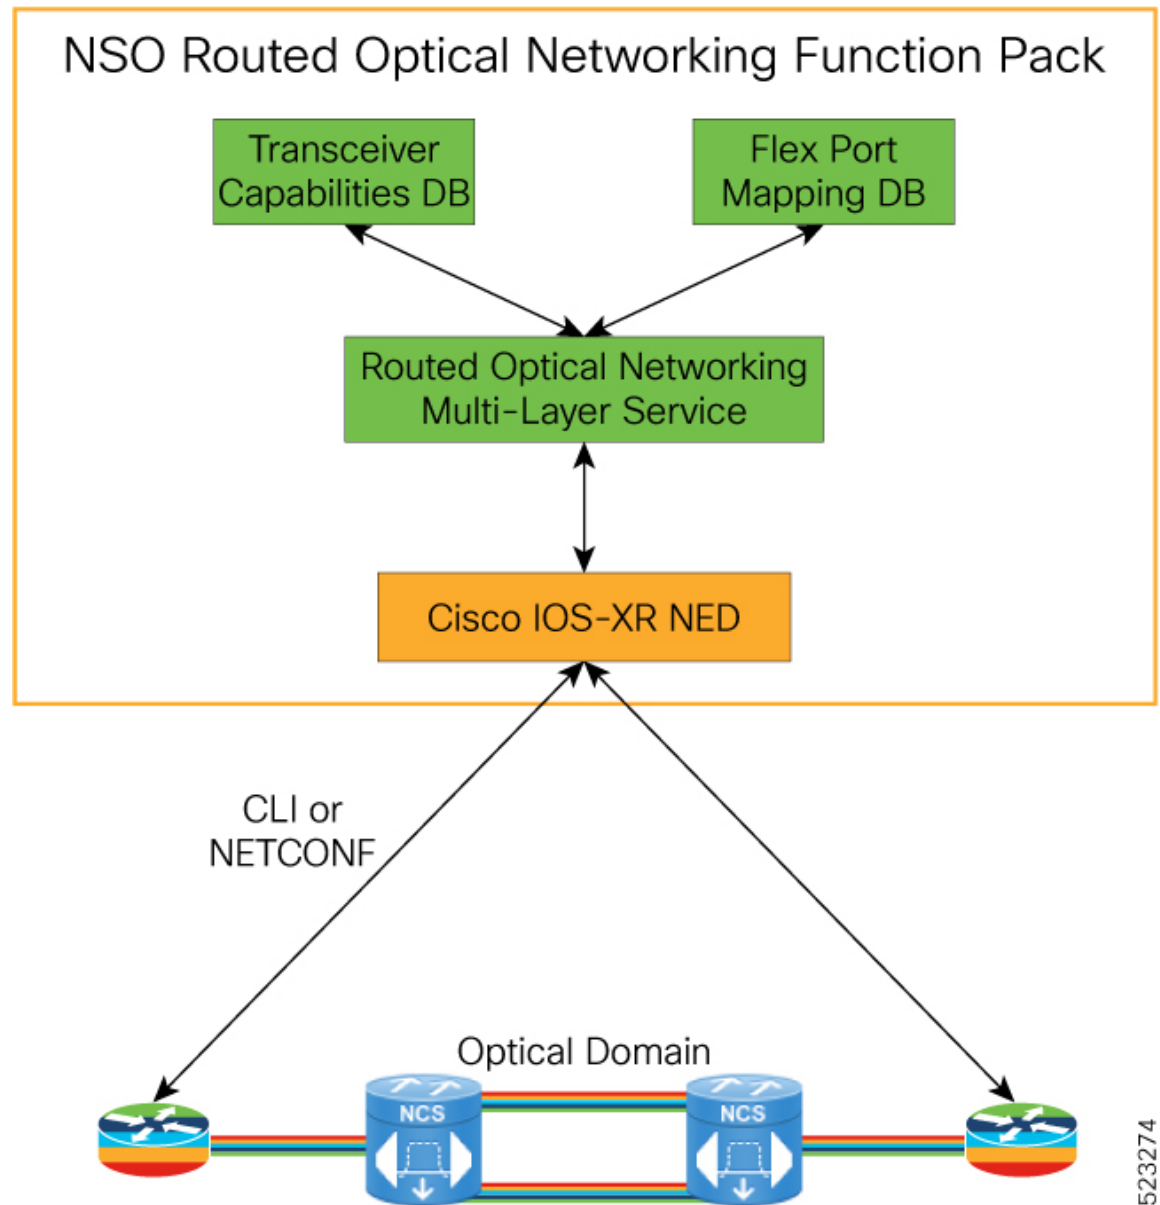 NSO Routed Optical Networking Function Pack
Transceiver
Capabilities DB
Flex Port
Mapping DB
Routed Optical Networking
Multi-Layer Service
Cisco IOS-XR NED
CLI or
NETCONF
Optical Domain
NCS
NCS
523274